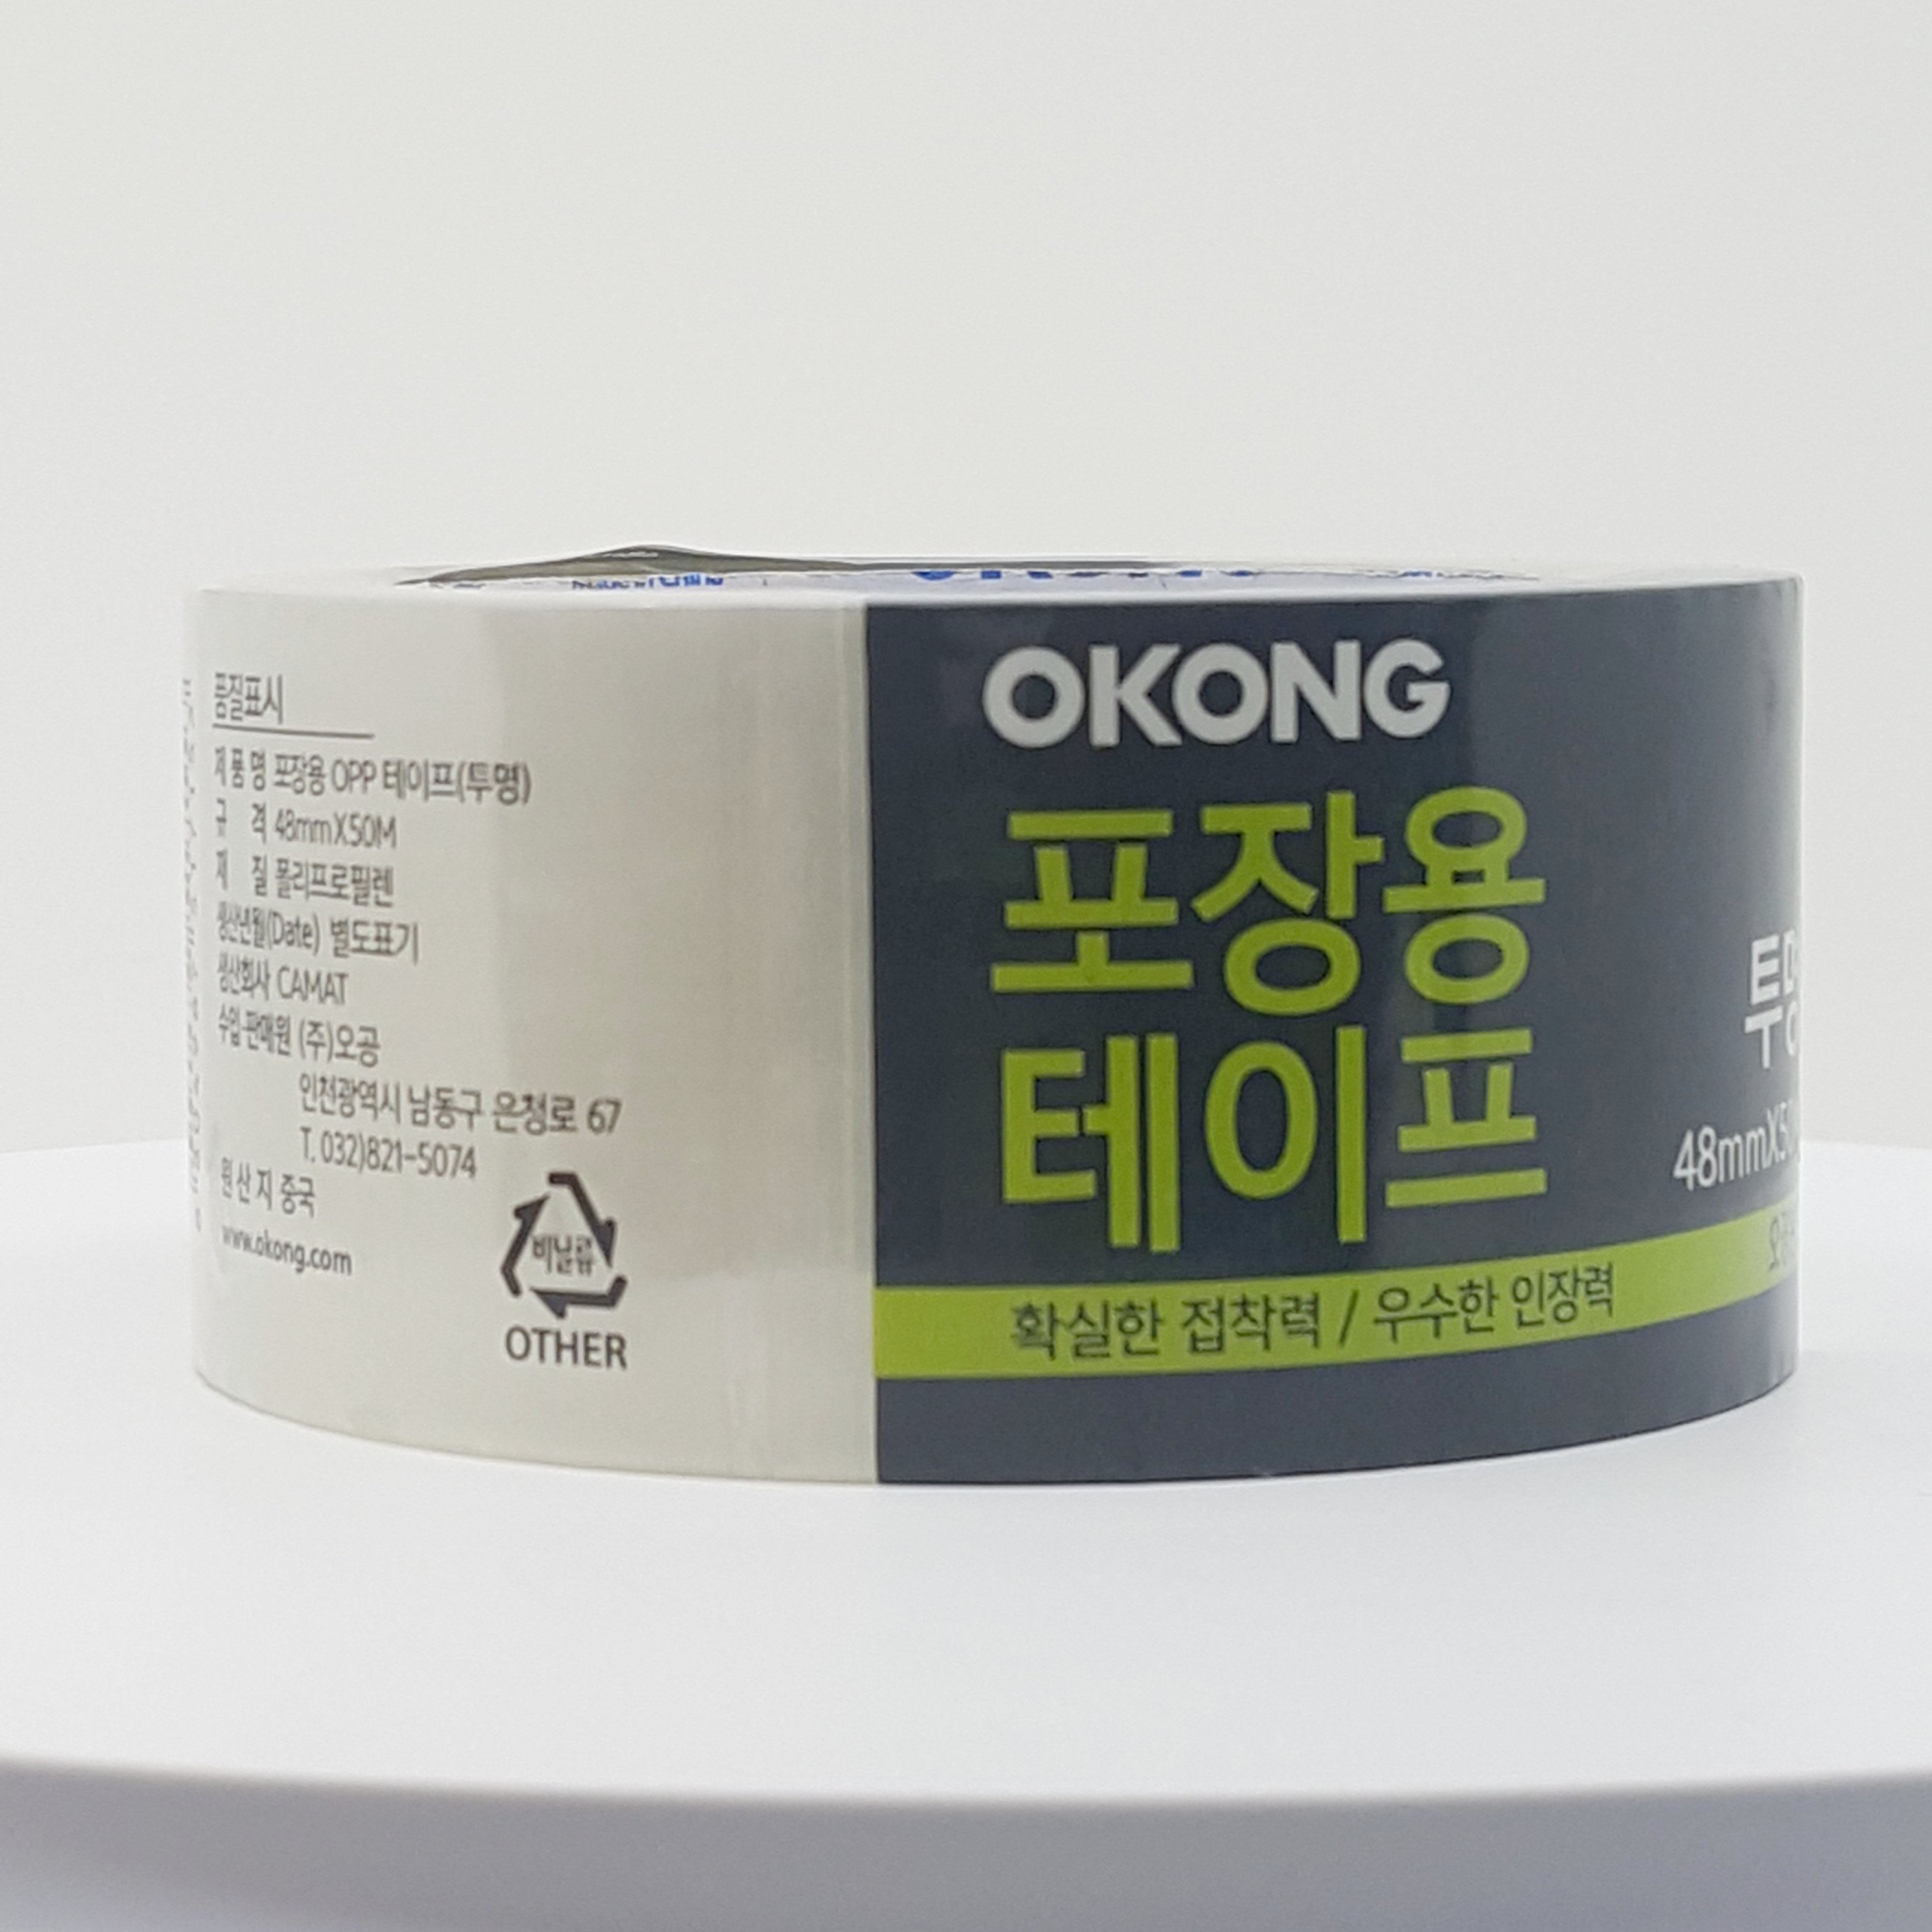 품질표시
제 품 명 포장용 OPP 테이프(투명)
규 격 48mmX50M
재 질 폴리프로필렌
생산년월(Date) 별도표기
생산회사 CAMAT
수입·판매원 (주)오공
인천광역시 남동구 은청로 67
T. 032)821-5074
원 산 지 중국
www.okong.com
비닐류
OTHER
OKONG
포장용
테이프
확실한 접착력 / 우수한 인장력
48mmX5